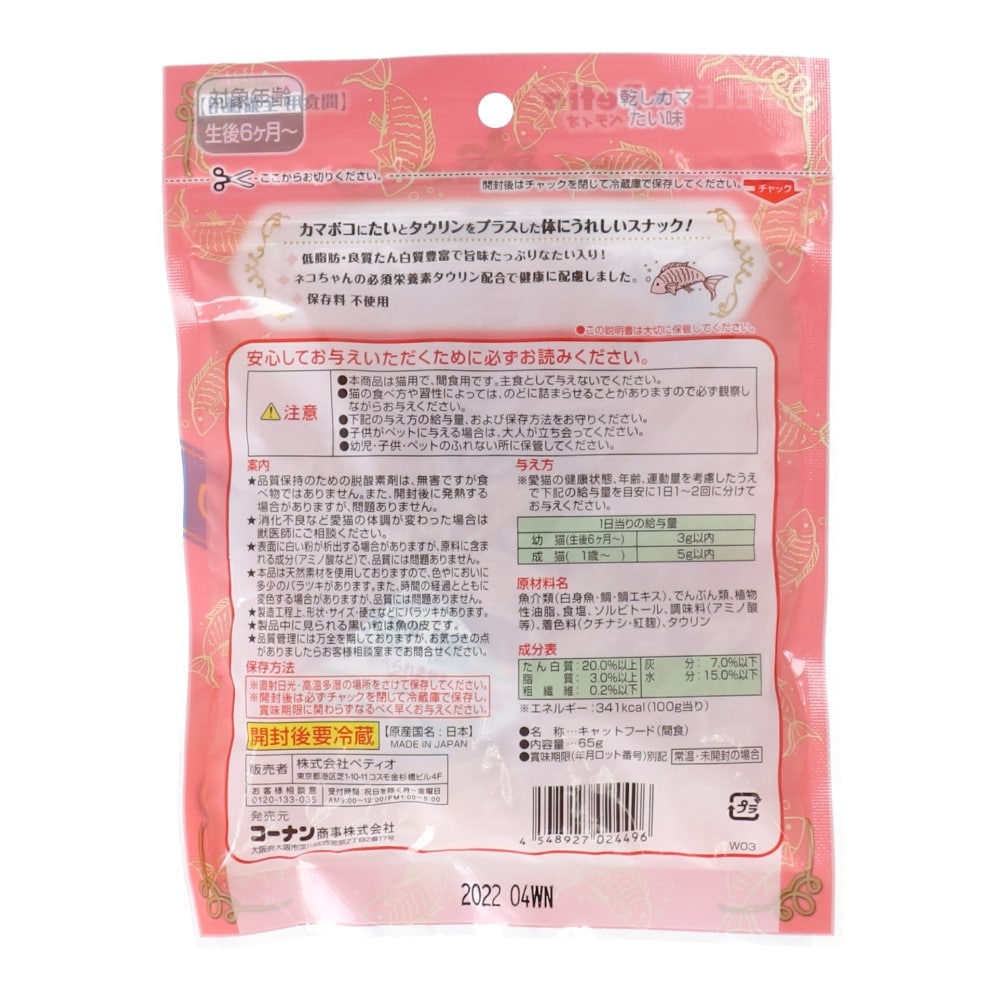 対象年齢
生後6ヶ月～
乾しカマ
たい味
ここからお切りください。
開封後はチャックを閉じて冷蔵庫で保存してください。
チャック
カマボコにたいとタウリンをプラスした体にうれしいスナック!
低脂肪・良質たん白質豊富で旨味たっぷりなたい入り!
ネコちゃんの必須栄養素タウリン配合で健康に配慮しました。
保存料 不使用
●この説明書は大切に保管してください。
安心してお与えいただくために必ずお読みください。
注意
●本商品は猫用で、間食用です。主食として与えないでください。
●猫の食べ方や習性によっては、のどに詰まらせることがありますので必ず観察
しながらお与えください。
●下記の与え方の給与量、および保存方法をお守りください。
●子供がペットに与える場合は、大人が立ち会ってください。
●幼児・子供・ペットのふれない所に保管してください。
案内
★品質保持のための脱酸素剤は、無害ですが食
べ物ではありません。また、開封後に発熱する
場合がありますが、問題ありません。
★消化不良など愛猫の体調が変わった場合は
獣医師にご相談ください。
★表面に白い粉が析出する場合がありますが、原料に含ま
れる成分(アミノ酸など)で、品質には問題ありません。
★本品は天然素材を使用しておりますので、色やにおいに
多少のバラツキがあります。また、時間の経過とともに
変色する場合がありますが、品質には問題ありません。
★製造工程上、形状・サイズ・硬さなどにバラツキがあります。
★製品中に見られる黒い粒は魚の皮です。
★品質管理には万全を期しておりますが、お気づきの点
がありましたらお客様相談室までお問合せください。
保存方法
※直射日光・高温多湿の場所をさけて保存してください。
※開封後は必ずチャックを閉じて冷蔵庫で保存し、
賞味期限に関わらずなるべく早くお与えください。
開封後要冷蔵
【原産国名:日本】
MADE IN JAPAN
販売者
株式会社ペティオ
東京都港区芝1-10-11コスモ金杉橋ビル4F
お客様相談窓
0120-133-035
受付時間:祝日を除く月～金曜日
AM9:00～12:00/PM1:00～5:00
発売元
コーナン商事株式会社
与え方
※愛猫の健康状態、年齢、運動量を考慮したうえ
で下記の給与量を目安に1日1～2回に分けて
お与えください。
1日当りの給与量
幼 猫(生後6ヶ月～) 3g以内
成 猫( 1歳～ ) 5g以内
原材料名
魚介類(白身魚・鯛・鯛エキス)、でんぷん類、植物
性油脂、食塩、ソルビトール、調味料(アミノ酸
等)、着色料(クチナシ・紅麹)、タウリン
成分表
たん白質:20.0%以上 灰 分: 7.0%以下
脂 質: 3.0%以上 水 分:15.0%以下
粗 繊 維: 0.2%以下
※エネルギー:341kcal(100g当り)
●名 称…キャットフード(間食)
●内容量…65g
●賞味期限(年月ロット番号)別記 常温・未開封の場合
4 548927 024496
プラ
W03
2022 04WN